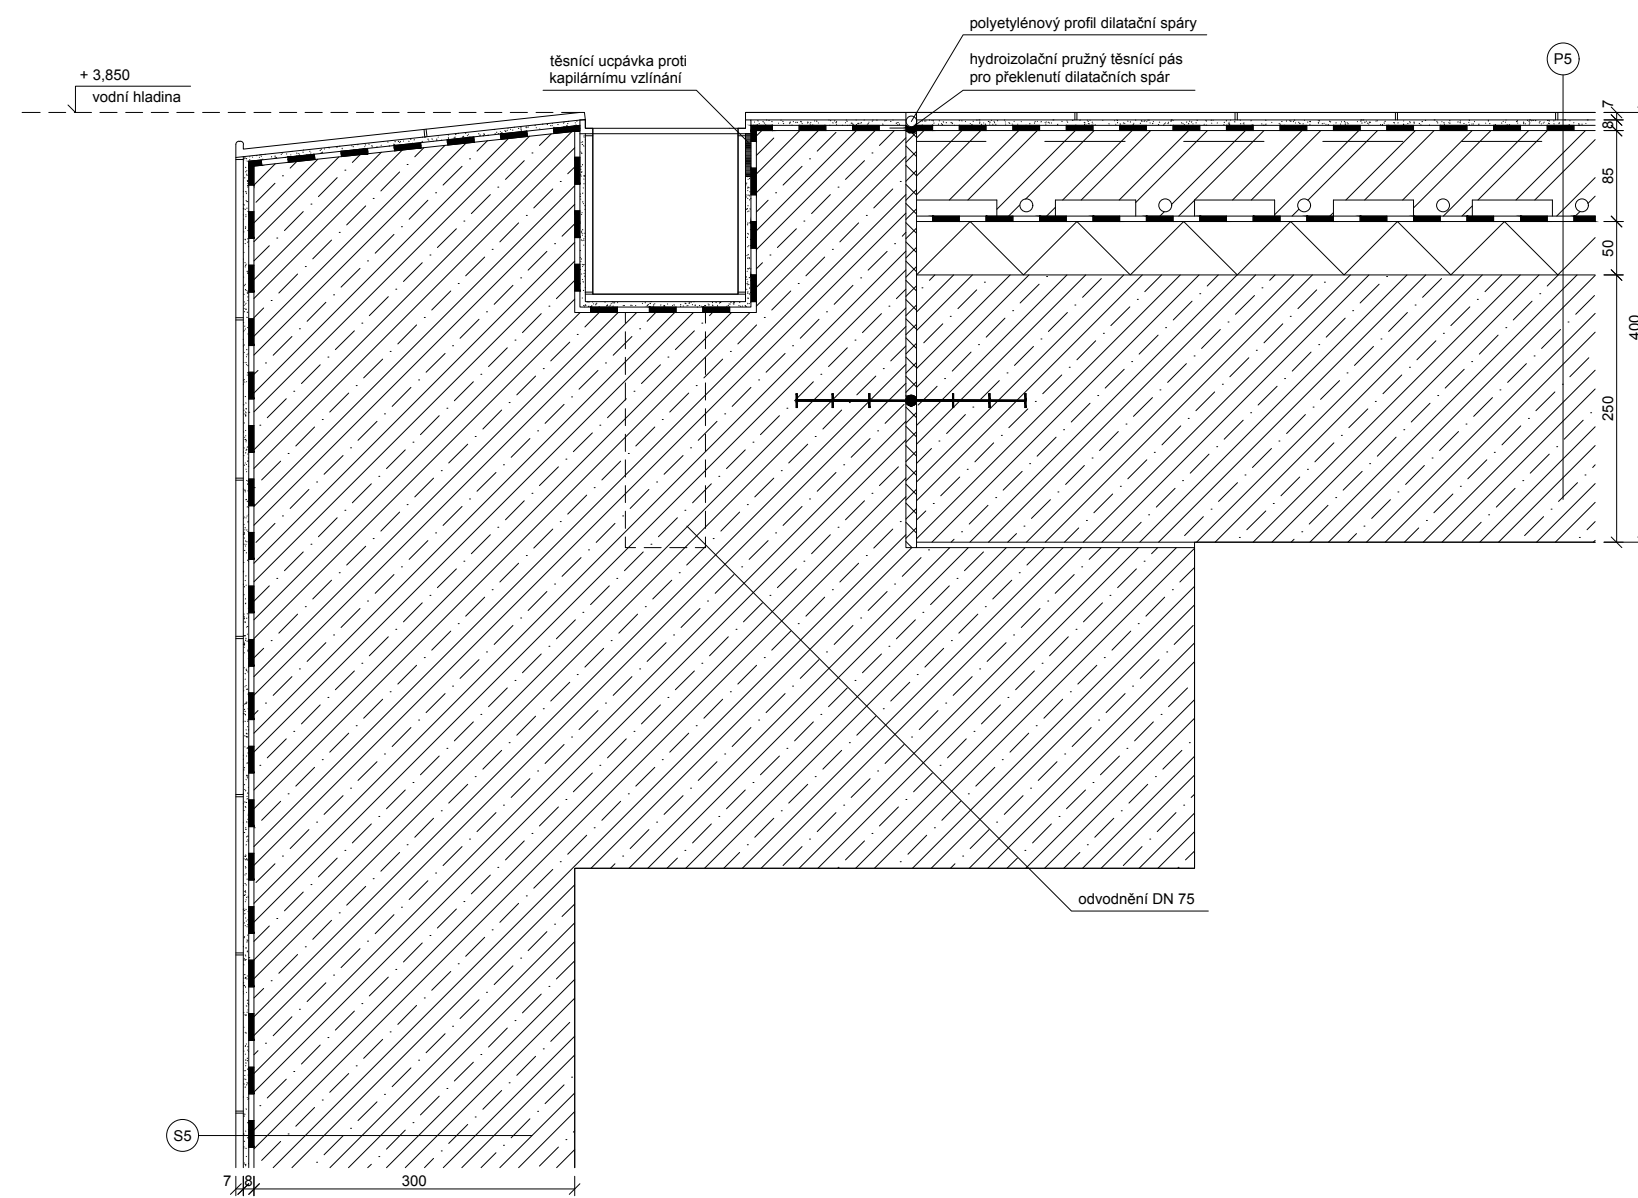 polyetylénový profil dilatační spáry
těsnící ucpávka proti
kapilárnímu vzlínání
hydroizolační pružný těsnící pás
pro překlenutí dilatačních spár
P5
+ 3,850
vodní hladina
7
8
85
50
400
250
odvodnění DN 75
S5
7
8
300